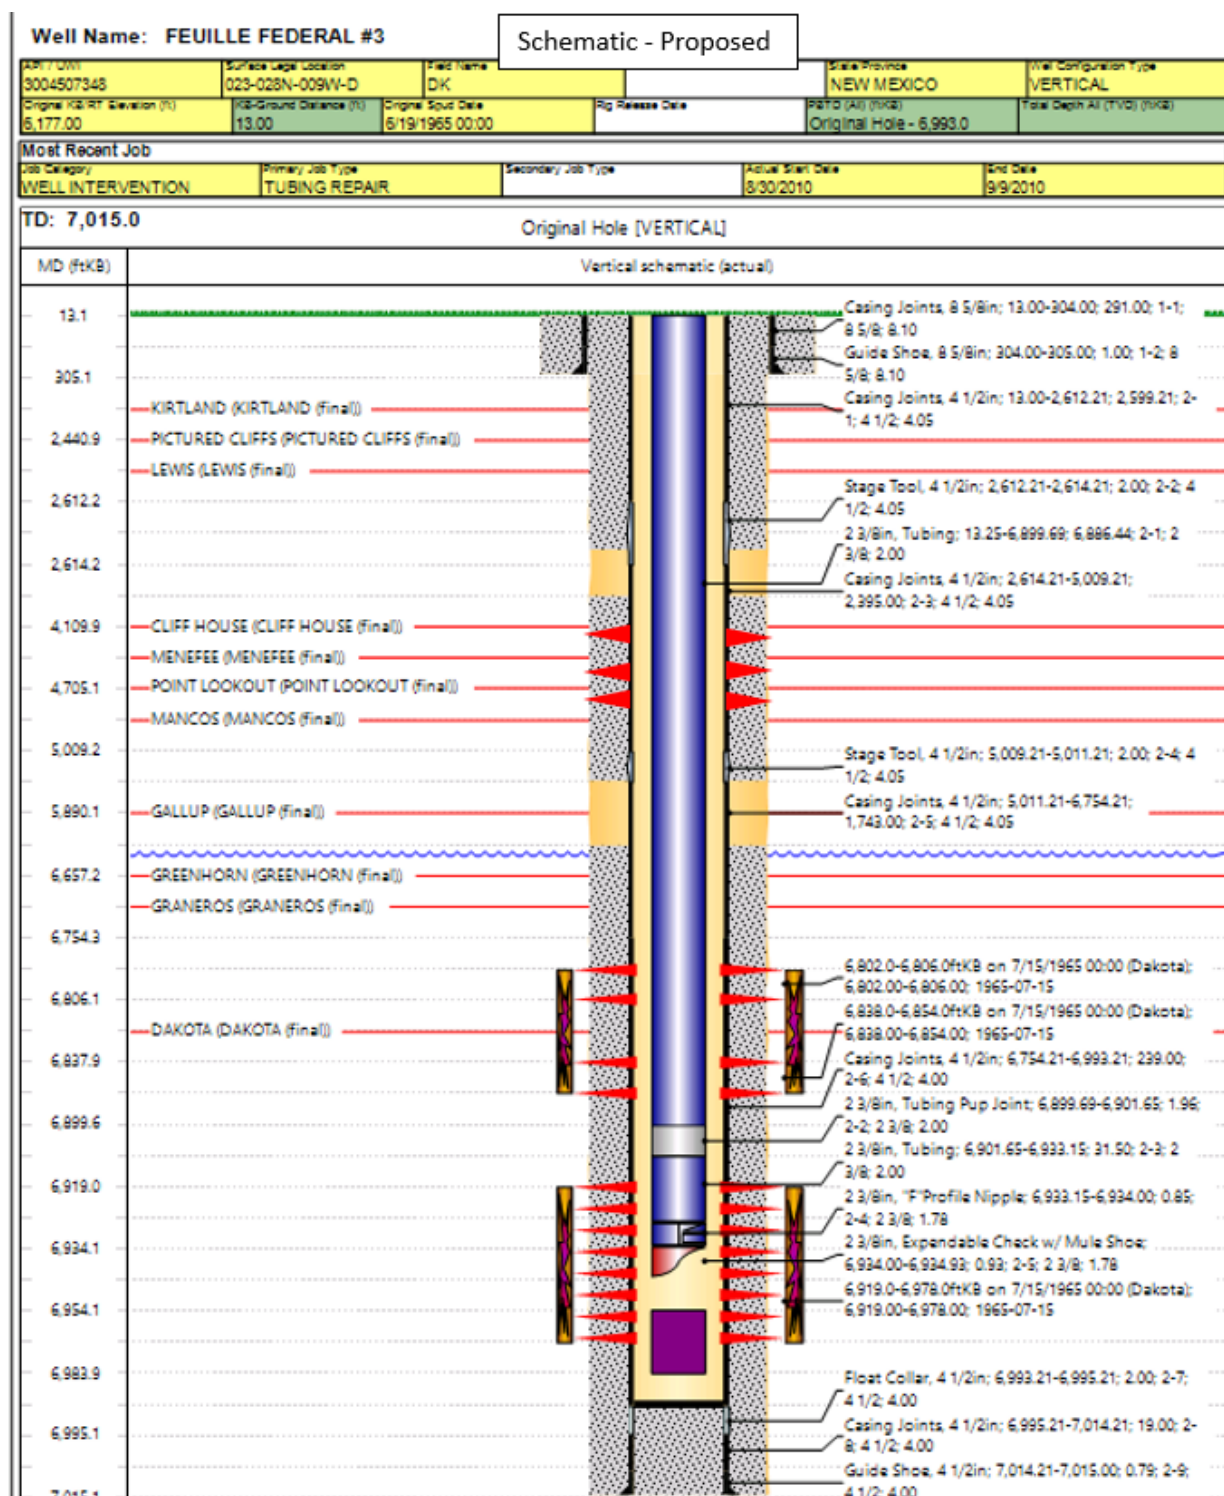 Well Name: FEUILLE FEDERAL #3
Schematic - Proposed
API / UWI Surface Legal Location Field Name State/Province Well Configuration Type
3004507348 023-028N-009W-D DK NEW MEXICO VERTICAL
Original KB/RT Elevation (ft) KB-Ground Distance (ft) Original Spud Date Rig Release Date PBTD (All) (ftKB) Total Depth All (TVD) (ftKB)
6,177.00 13.00 6/19/1965 00:00 Original Hole - 6,993.0
Most Recent Job
Job Category Primary Job Type Secondary Job Type Actual Start Date End Date
WELL INTERVENTION TUBING REPAIR 8/30/2010 9/9/2010
TD: 7,015.0
Original Hole [VERTICAL]
MD (ftKB) Vertical schematic (actual)
Casing Joints, 8 5/8in; 13.00-304.00; 291.00; 1-1;
8 5/8; 8.10
13.1
Guide Shoe, 8 5/8in; 304.00-305.00; 1.00; 1-2; 8
5/8; 8.10
305.1
Casing Joints, 4 1/2in; 13.00-2,612.21; 2,599.21; 2-
1; 4 1/2; 4.05
KIRTLAND (KIRTLAND (final))
2,440.9 PICTURED CLIFFS (PICTURED CLIFFS (final))
LEWIS (LEWIS (final))
Stage Tool, 4 1/2in; 2,612.21-2,614.21; 2.00; 2-2; 4
1/2; 4.05
2,612.2
2 3/8in, Tubing; 13.25-6,899.69; 6,886.44; 2-1; 2
3/8; 2.00
2,614.2
Casing Joints, 4 1/2in; 2,614.21-5,009.21;
2,395.00; 2-3; 4 1/2; 4.05
4,109.9 CLIFF HOUSE (CLIFF HOUSE (final))
MENEFEE (MENEFEE (final))
4,705.1 POINT LOOKOUT (POINT LOOKOUT (final))
MANCOS (MANCOS (final))
5,009.2
Stage Tool, 4 1/2in; 5,009.21-5,011.21; 2.00; 2-4; 4
1/2; 4.05
Casing Joints, 4 1/2in; 5,011.21-6,754.21;
1,743.00; 2-5; 4 1/2; 4.05
5,890.1 GALLUP (GALLUP (final))
6,657.2 GREENHORN (GREENHORN (final))
GRANEROS (GRANEROS (final))
6,754.3
6,802.0-6,806.0ftKB on 7/15/1965 00:00 (Dakota);
6,802.00-6,806.00; 1965-07-15
6,806.1
6,838.0-6,854.0ftKB on 7/15/1965 00:00 (Dakota);
6,838.00-6,854.00; 1965-07-15
DAKOTA (DAKOTA (final))
6,837.9
Casing Joints, 4 1/2in; 6,754.21-6,993.21; 239.00;
2-6; 4 1/2; 4.00
2 3/8in, Tubing Pup Joint; 6,899.69-6,901.65; 1.96;
2-2; 2 3/8; 2.00
6,899.6
2 3/8in, Tubing; 6,901.65-6,933.15; 31.50; 2-3; 2
3/8; 2.00
6,919.0
2 3/8in, "F"Profile Nipple; 6,933.15-6,934.00; 0.85;
2-4; 2 3/8; 1.78
6,934.1
2 3/8in, Expendable Check w/ Mule Shoe;
6,934.00-6,934.93; 0.93; 2-5; 2 3/8; 1.78
6,919.0-6,978.0ftKB on 7/15/1965 00:00 (Dakota);
6,919.00-6,978.00; 1965-07-15
6,954.1
6,983.9
Float Collar, 4 1/2in; 6,993.21-6,995.21; 2.00; 2-7;
4 1/2; 4.00
Casing Joints, 4 1/2in; 6,995.21-7,014.21; 19.00; 2-
8; 4 1/2; 4.00
6,995.1
Guide Shoe, 4 1/2in; 7,014.21-7,015.00; 0.79; 2-9;
4 1/2; 4.00
7,015.1